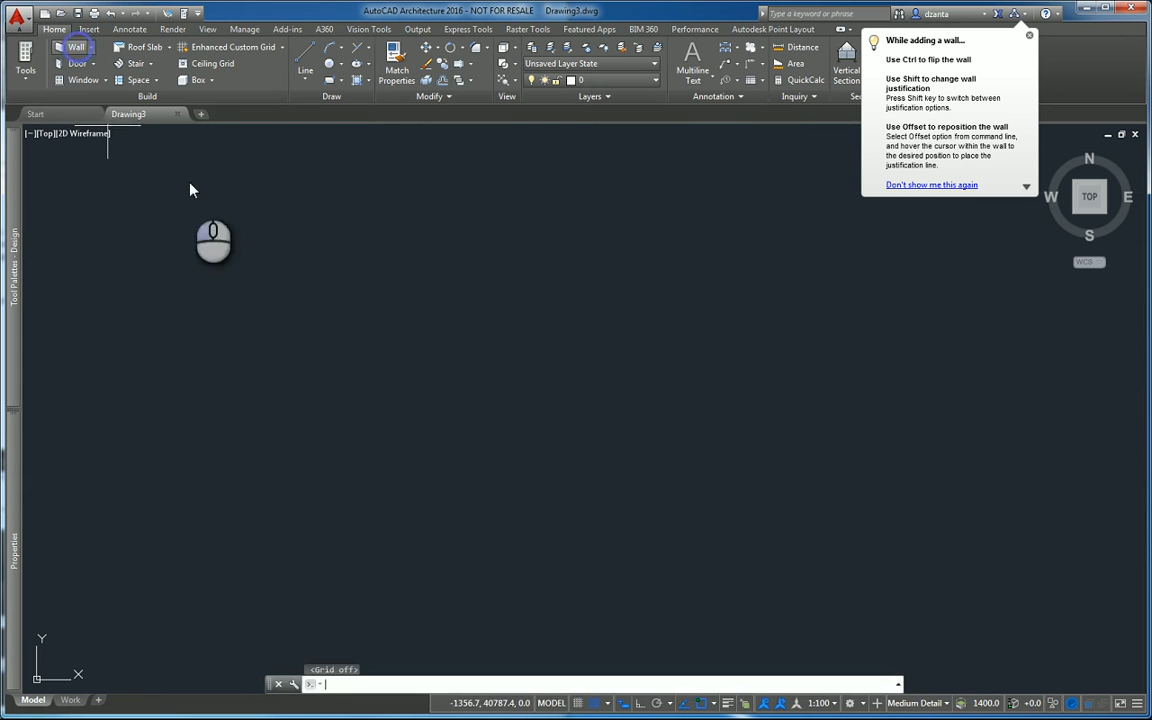 AutoCAD Architecture 2016 - NOT FOR RESALE Drawing3.dwg
Type a keyword or phrase
dzanta
Home Insert Annotate Render View Manage Add-ins A360 Vision Tools Output Express Tools Raster Tools Featured Apps BIM 360 Performance Autodesk Point Layout
Wall Roof Slab Enhanced Custom Grid
Door Stair Ceiling Grid
Window Space Box
Tools
Build
Line
Draw
Match
Properties
Modify
Unsaved Layer State
0
Layers
Multiline
Text
Annotation
Distance
Area
QuickCalc
Vertical
Section
Start Drawing3
[−][Top][2D Wireframe]
While adding a wall...
Use Ctrl to flip the wall
Use Shift to change wall
justification
Press Shift key to switch between
justification options.
Use Offset to reposition the wall
Select Offset option from command line,
and hover the cursor within the wall to
the desired position to place the
justification line.
Don't show me this again
N
W TOP E
S
WCS
Tool Palettes - Design
Properties
Y
X
<Grid off>
Model Work
-1356.7, 40787.4, 0.0 MODEL 1:100 Medium Detail 1400.0 +0.0